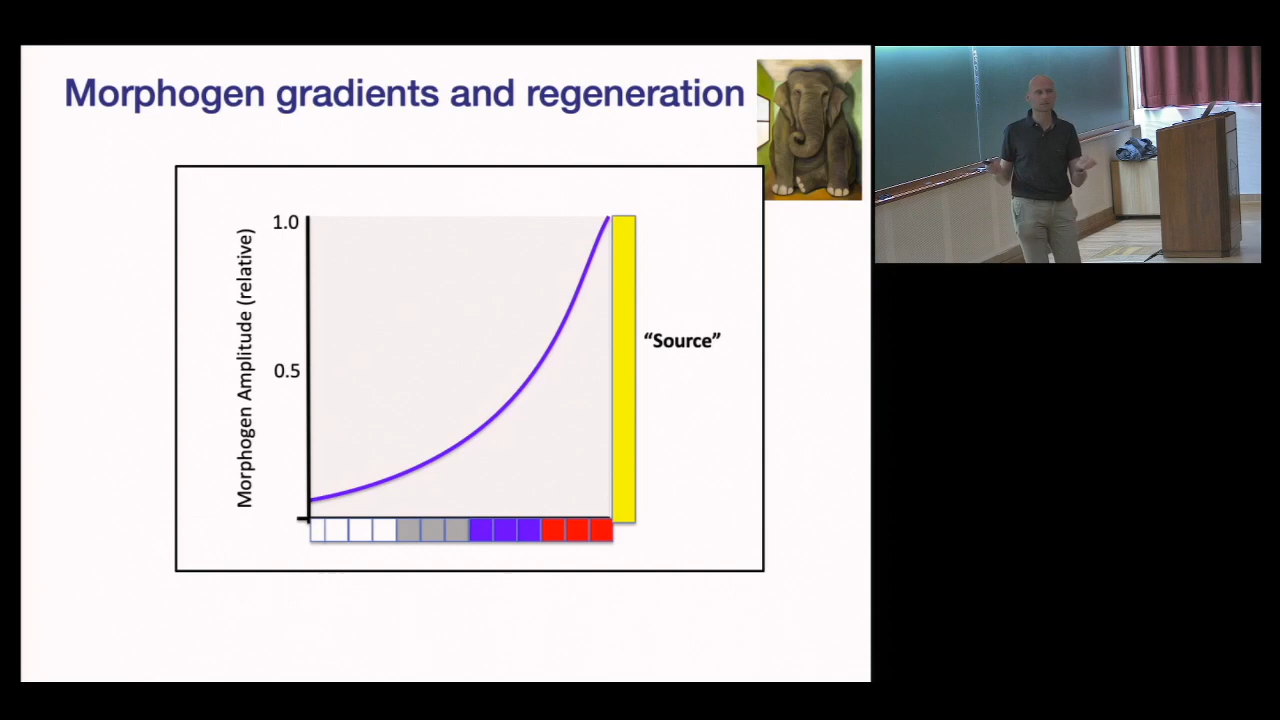 Morphogen gradients and regeneration
Morphogen Amplitude (relative)
1.0
0.5
“Source”